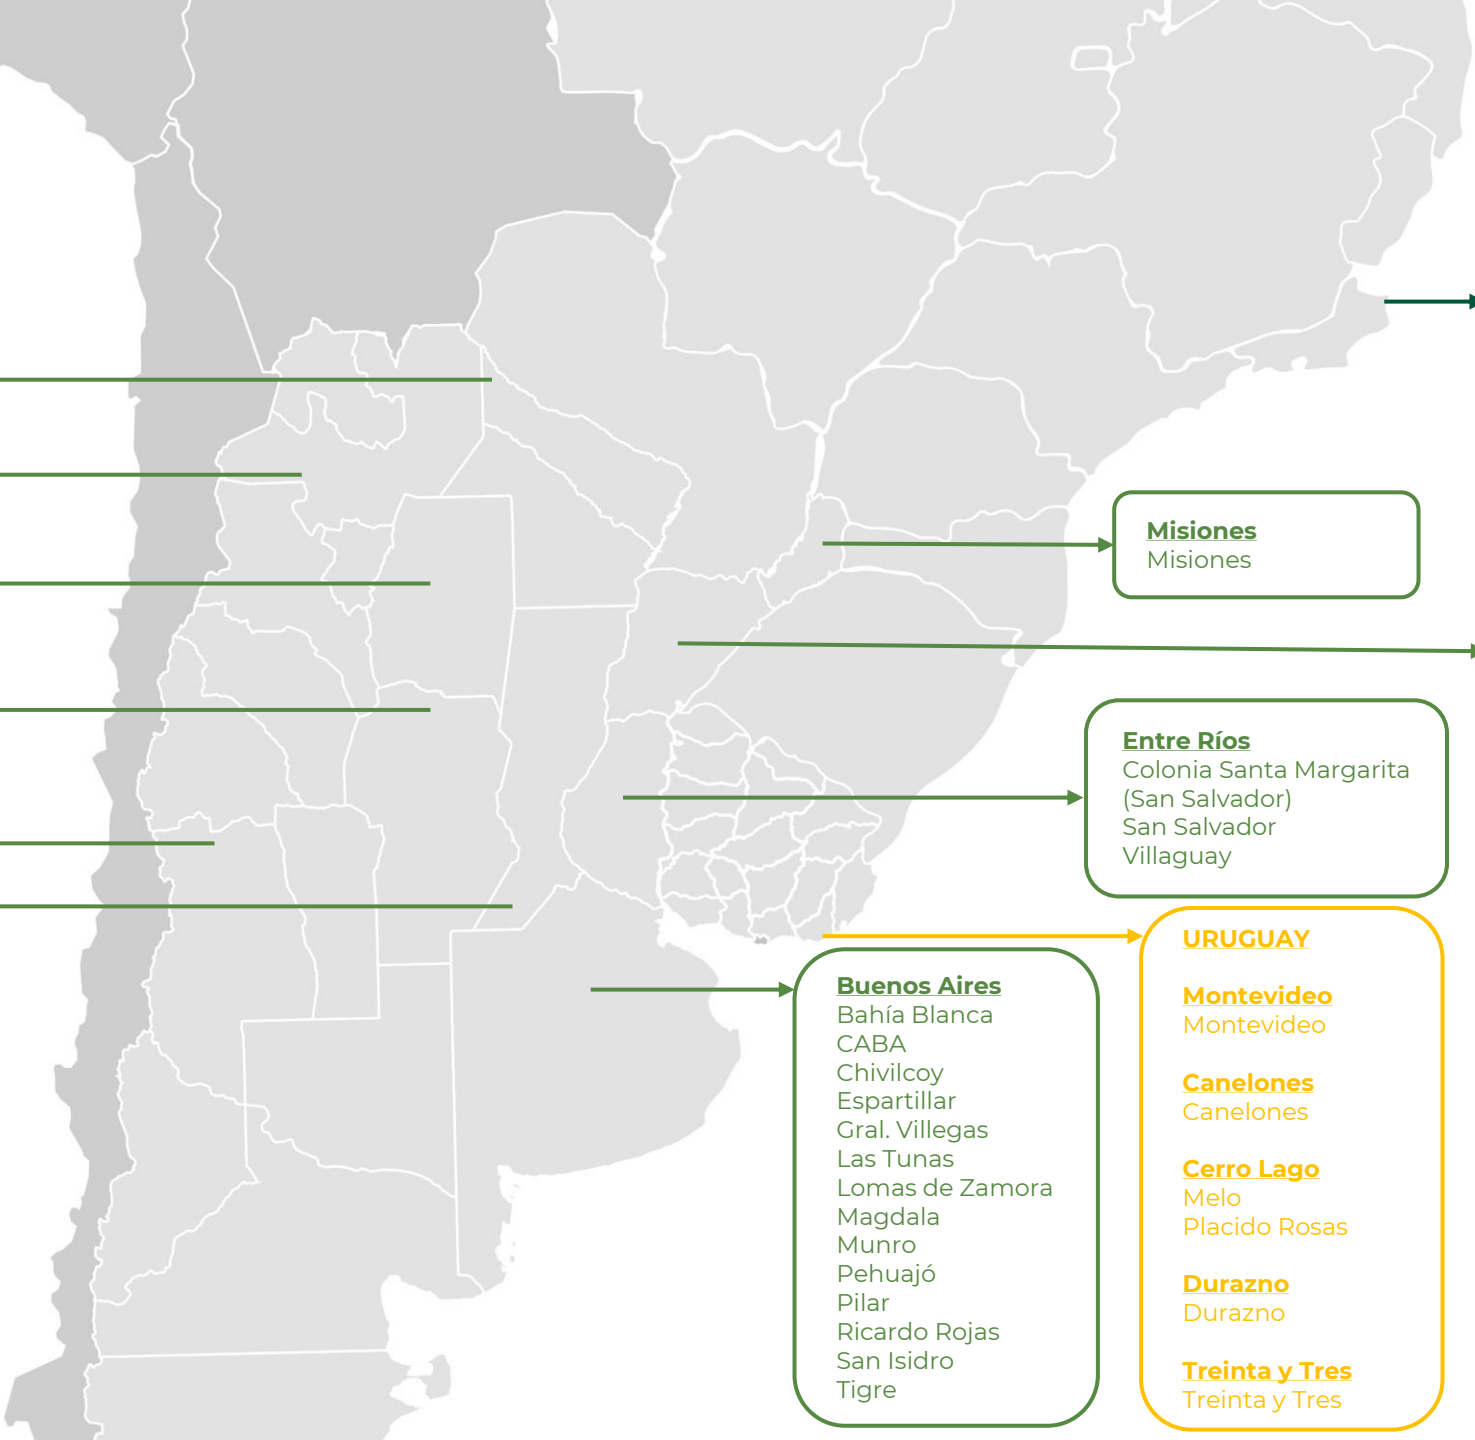 Misiones
Misiones
Entre Ríos
Colonia Santa Margarita
(San Salvador)
San Salvador
Villaguay
Buenos Aires
Bahía Blanca
CABA
Chivilcoy
Espartillar
Gral. Villegas
Las Tunas
Lomas de Zamora
Magdala
Munro
Pehuajó
Pilar
Ricardo Rojas
San Isidro
Tigre
URUGUAY
Montevideo
Montevideo
Canelones
Canelones
Cerro Lago
Melo
Placido Rosas
Durazno
Durazno
Treinta y Tres
Treinta y Tres